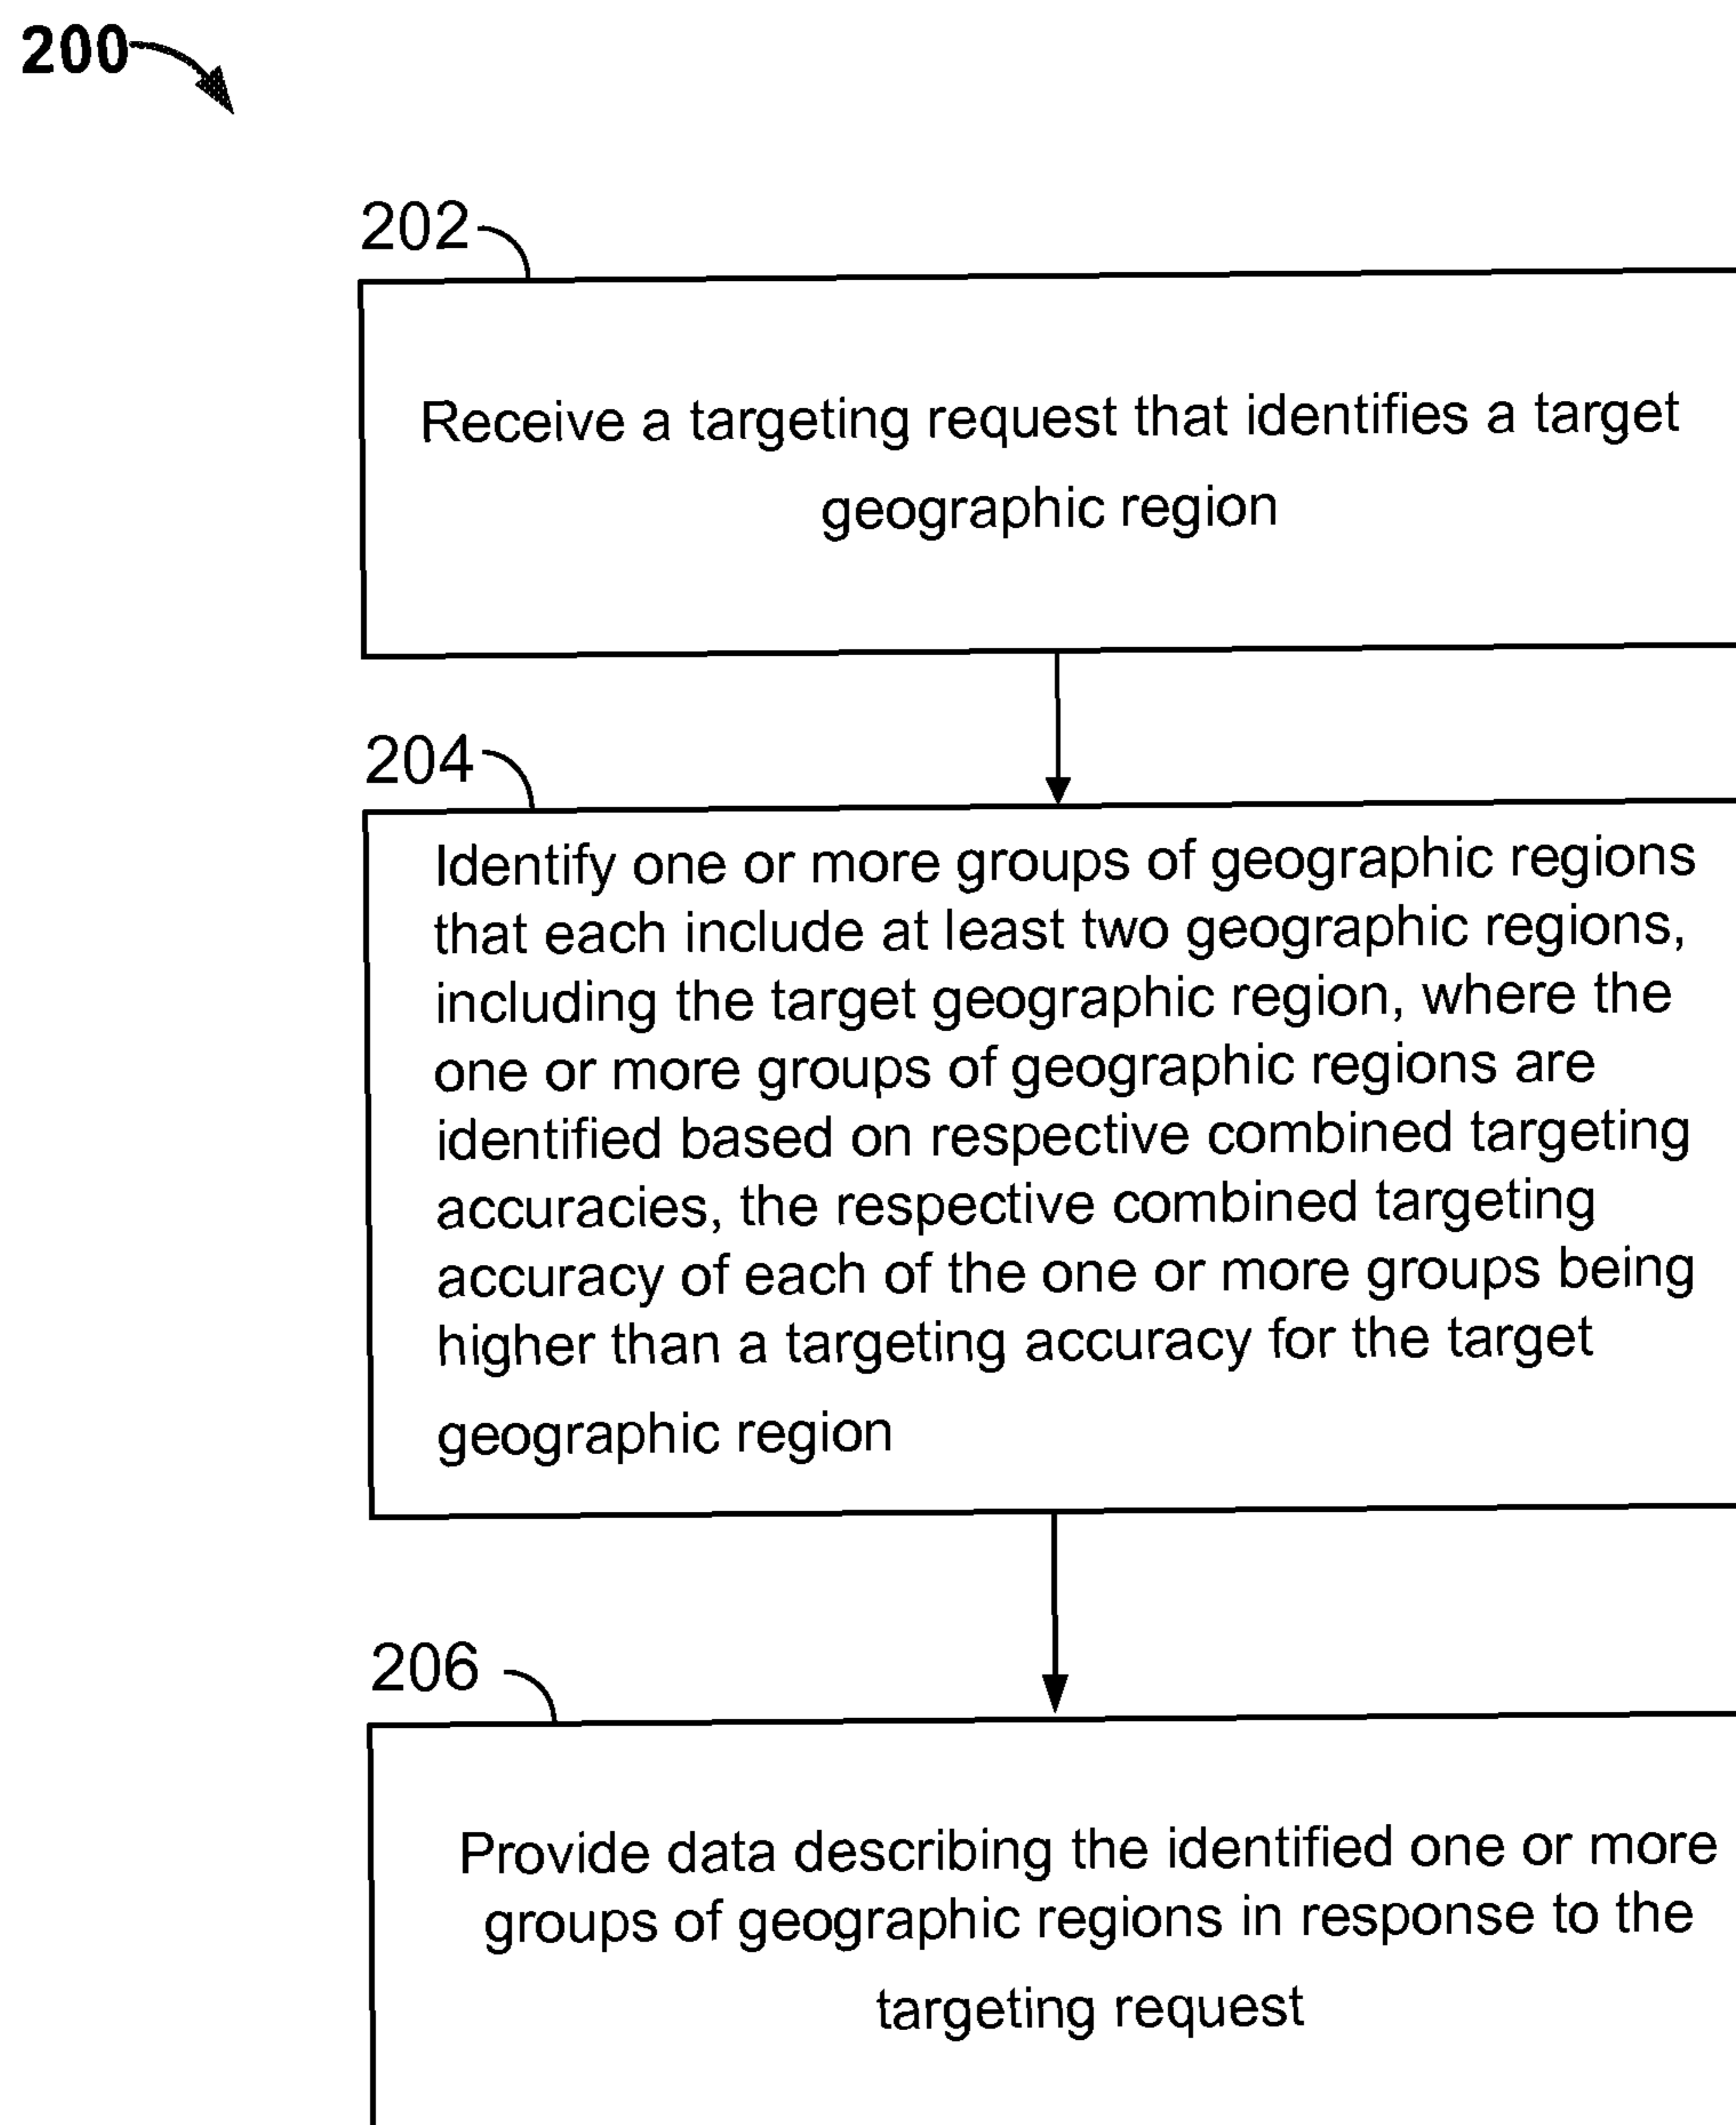 200
202
Receive a targeting request that identifies a target
geographic region
204
Identify one or more groups of geographic regions
that each include at least two geographic regions,
including the target geographic region, where the
one or more groups of geographic regions are
identified based on respective combined targeting
accuracies, the respective combined targeting
accuracy of each of the one or more groups being
higher than a targeting accuracy for the target
geographic region
206
Provide data describing the identified one or more
groups of geographic regions in response to the
targeting request